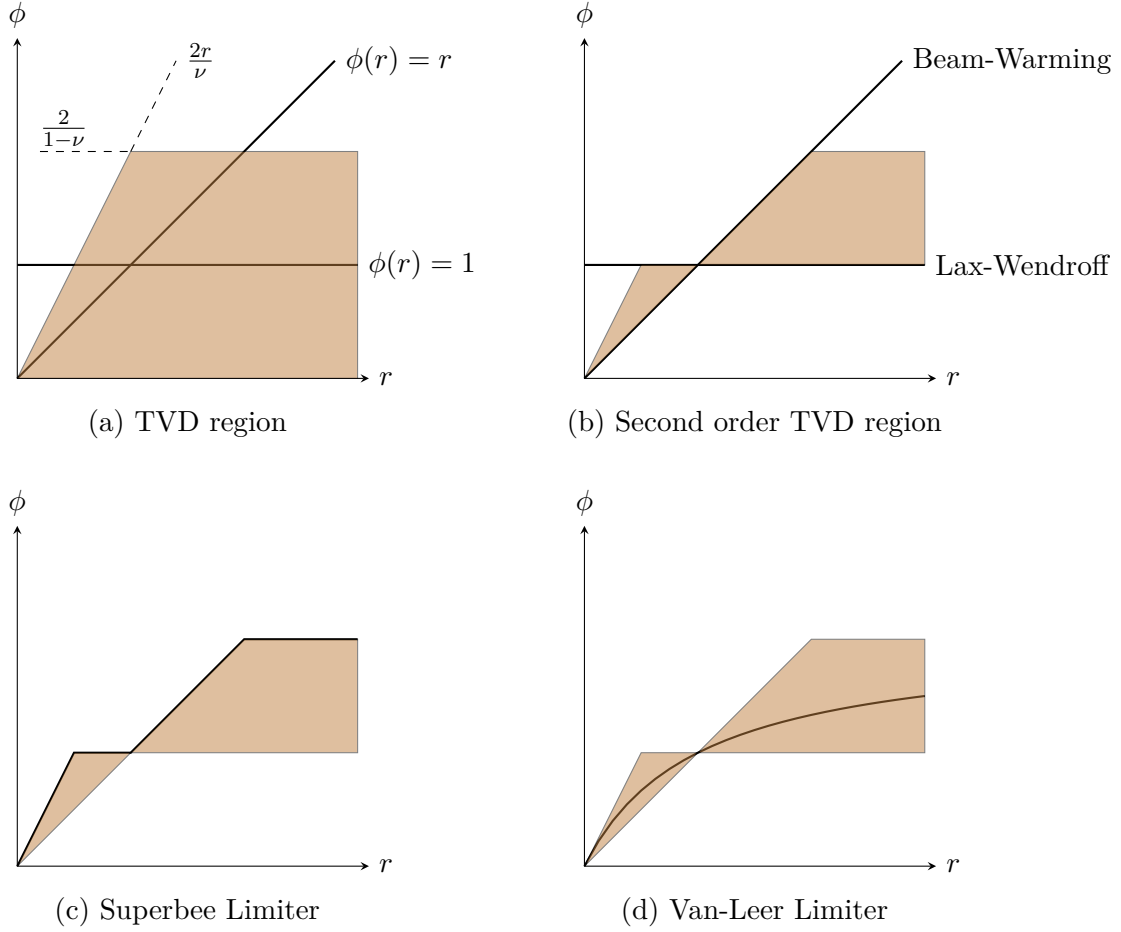 ϕ
2r/ν
ϕ(r) = r
2/(1−ν)
ϕ(r) = 1
r
(a) TVD region
ϕ
Beam-Warming
Lax-Wendroff
r
(b) Second order TVD region
ϕ
r
(c) Superbee Limiter
ϕ
r
(d) Van-Leer Limiter